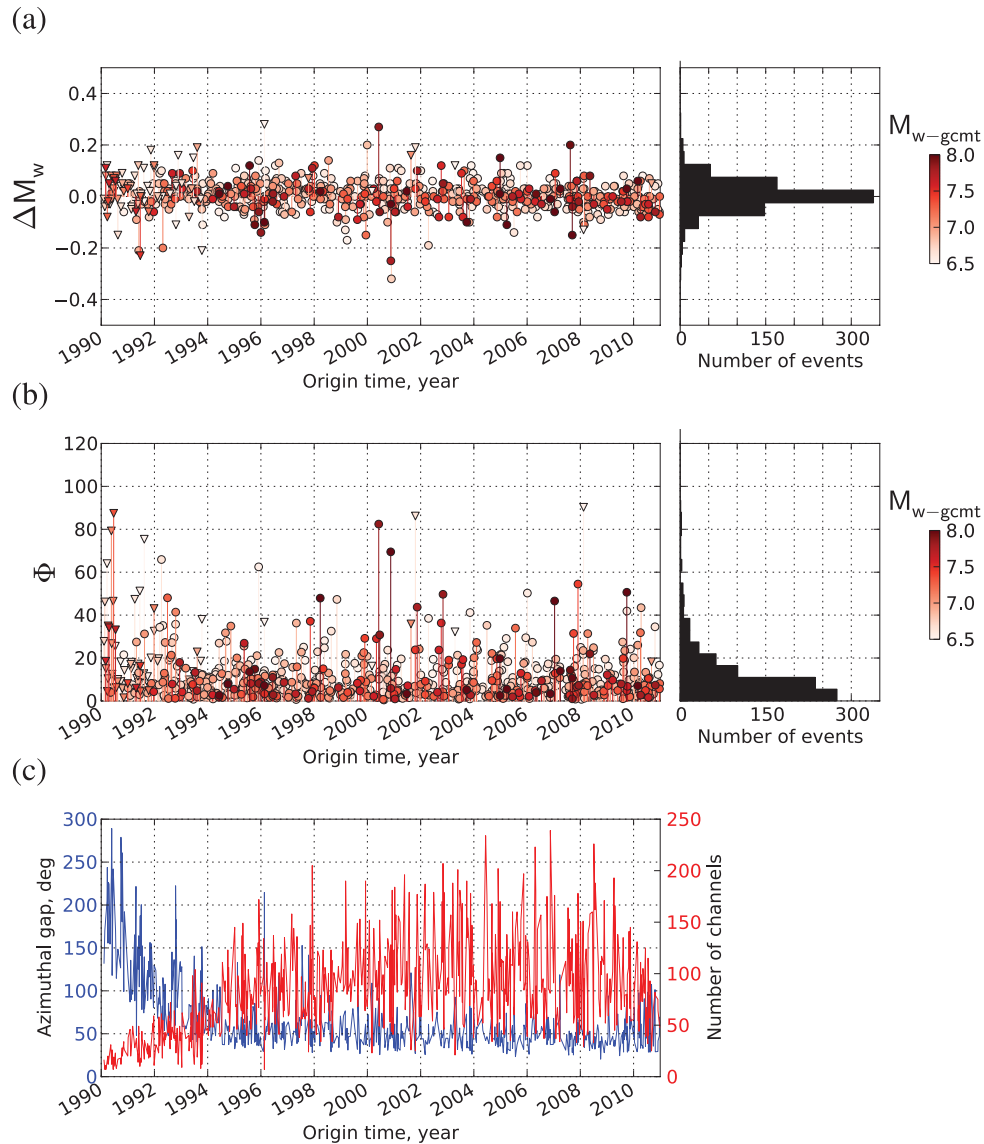 (a)
0.4
0.2
0.0
−0.2
−0.4
ΔM_w
1990 1992 1994 1996 1998 2000 2002 2004 2006 2008 2010
Origin time, year
0 150 300
Number of events
M_w−gcmt
8.0
7.5
7.0
6.5
(b)
120
100
80
60
40
20
0
Φ
1990 1992 1994 1996 1998 2000 2002 2004 2006 2008 2010
Origin time, year
0 150 300
Number of events
M_w−gcmt
8.0
7.5
7.0
6.5
(c)
300
250
200
150
100
50
0
Azimuthal gap, deg
250
200
150
100
50
0
Number of channels
1990 1992 1994 1996 1998 2000 2002 2004 2006 2008 2010
Origin time, year